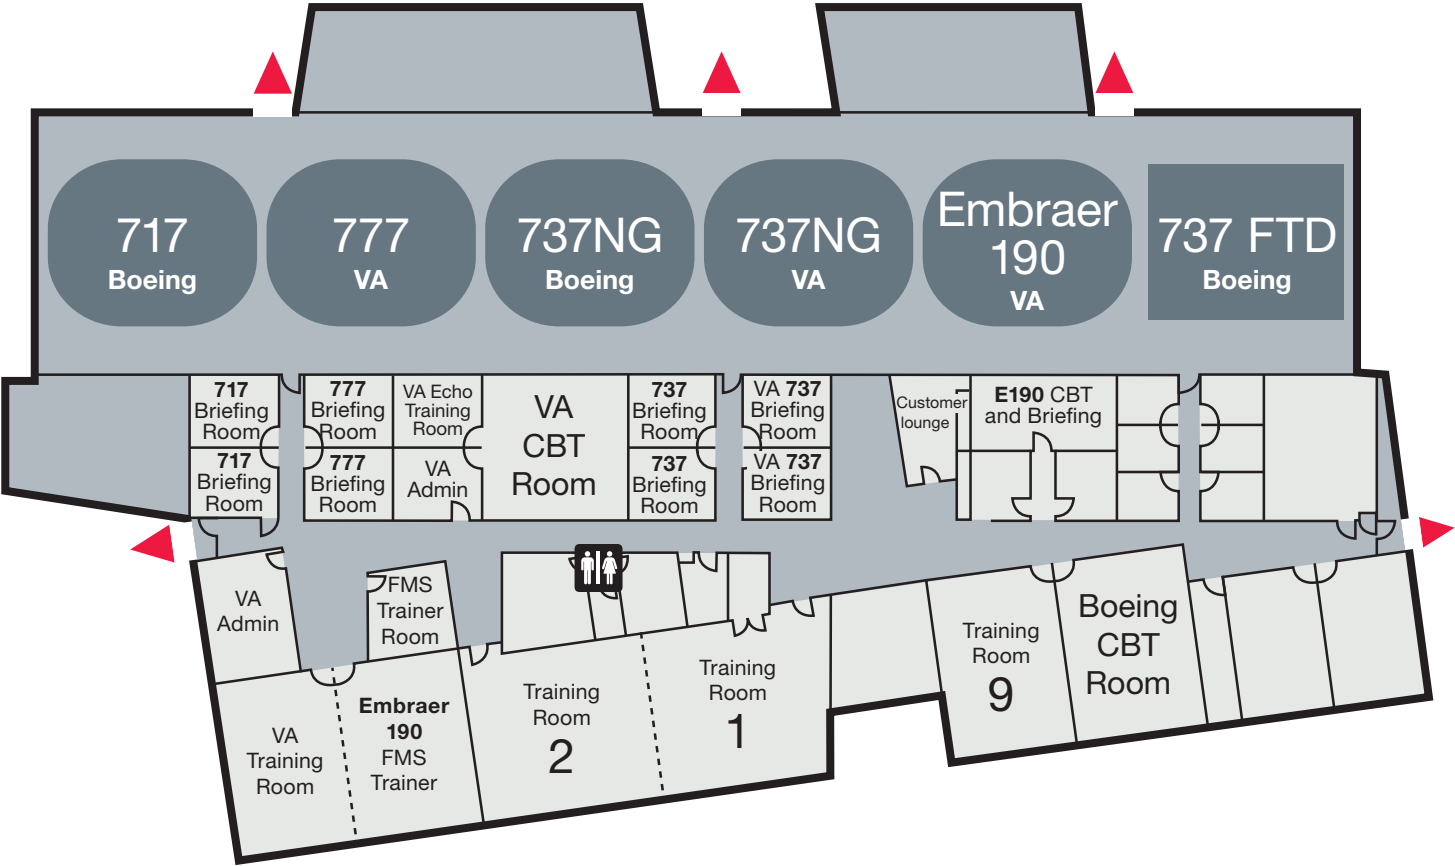 717
Boeing
777
VA
737NG
Boeing
737NG
VA
Embraer
190
VA
737 FTD
Boeing
717
Briefing
Room
777
Briefing
Room
VA Echo
Training
Room
VA
CBT
Room
737
Briefing
Room
VA 737
Briefing
Room
Customer
lounge
E190 CBT
and Briefing
717
Briefing
Room
777
Briefing
Room
VA
Admin
737
Briefing
Room
VA 737
Briefing
Room
VA
Admin
FMS
Trainer
Room
Training
Room
9
Boeing
CBT
Room
VA
Training
Room
Embraer
190
FMS
Trainer
Training
Room
2
Training
Room
1